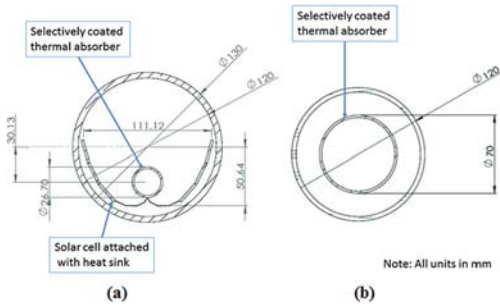 Selectively coated
thermal absorber
Ø130
Ø120
111.12
30.13
Ø26.70
50.64
Solar cell attached
with heat sink
(a)
Selectively coated
thermal absorber
Ø120
Ø70
Note: All units in mm
(b)